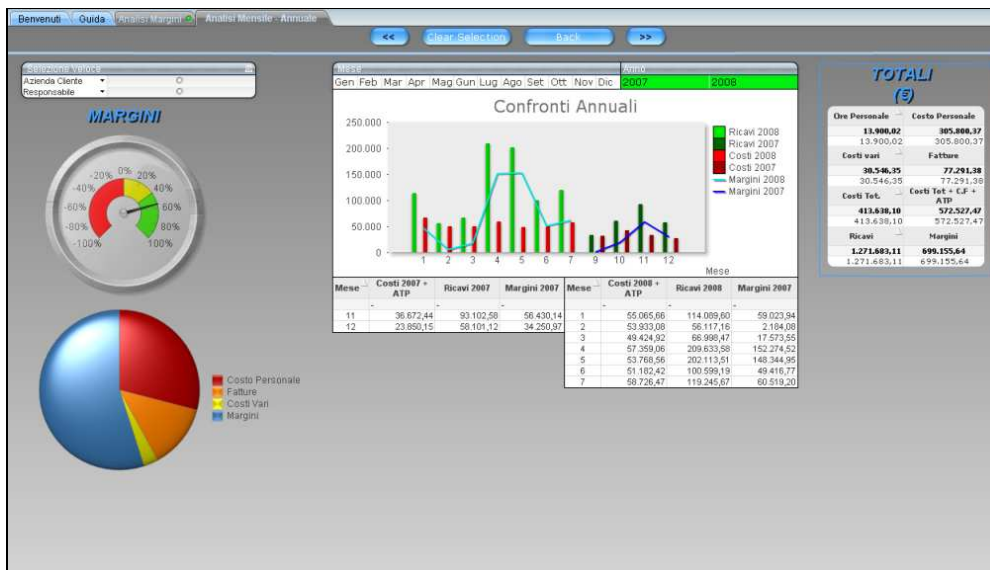 Benvenuti Guida Analisi Margini Analisi Mensile - Annuale
<< Clear Selection Back >>
Selezione Veloce
Azienda Cliente
Responsabile
MARGINI
-100% -80% -60% -40% -20% 0% 20% 40% 60% 80% 100%
Costo Personale
Fatture
Costi Vari
Margini
Mese Anno
Gen Feb Mar Apr Mag Gun Lug Ago Set Ott Nov Dic 2007 2008
Confronti Annuali
250.000
200.000
150.000
100.000
50.000
0
1 2 3 4 5 6 7 9 10 11 12
Mese
Ricavi 2008
Ricavi 2007
Costi 2008
Costi 2007
Margini 2008
Margini 2007
Mese Costi 2007 + ATP Ricavi 2007 Margini 2007
- -
11 36.672,44 93.102,58 56.430,14
12 23.850,15 58.101,12 34.250,97
Mese Costi 2008 + ATP Ricavi 2008 Margini 2007
- -
1 55.065,66 114.089,60 59.023,94
2 53.933,08 56.117,16 2.184,08
3 49.424,92 66.998,47 17.573,55
4 57.359,06 209.633,58 152.274,52
5 53.768,56 202.113,51 148.344,95
6 51.182,42 100.599,19 49.416,77
7 58.726,47 119.245,67 60.519,20
TOTALI
(€)
Ore Personale Costo Personale
13.900,02 305.800,37
13.900,02 305.800,37
Costi vari Fatture
30.546,35 77.291,38
30.546,35 77.291,38
Costi Tot. Costi Tot + C.F + ATP
413.638,10 572.527,47
413.638,10 572.527,47
Ricavi Margini
1.271.683,11 699.155,64
1.271.683,11 699.155,64